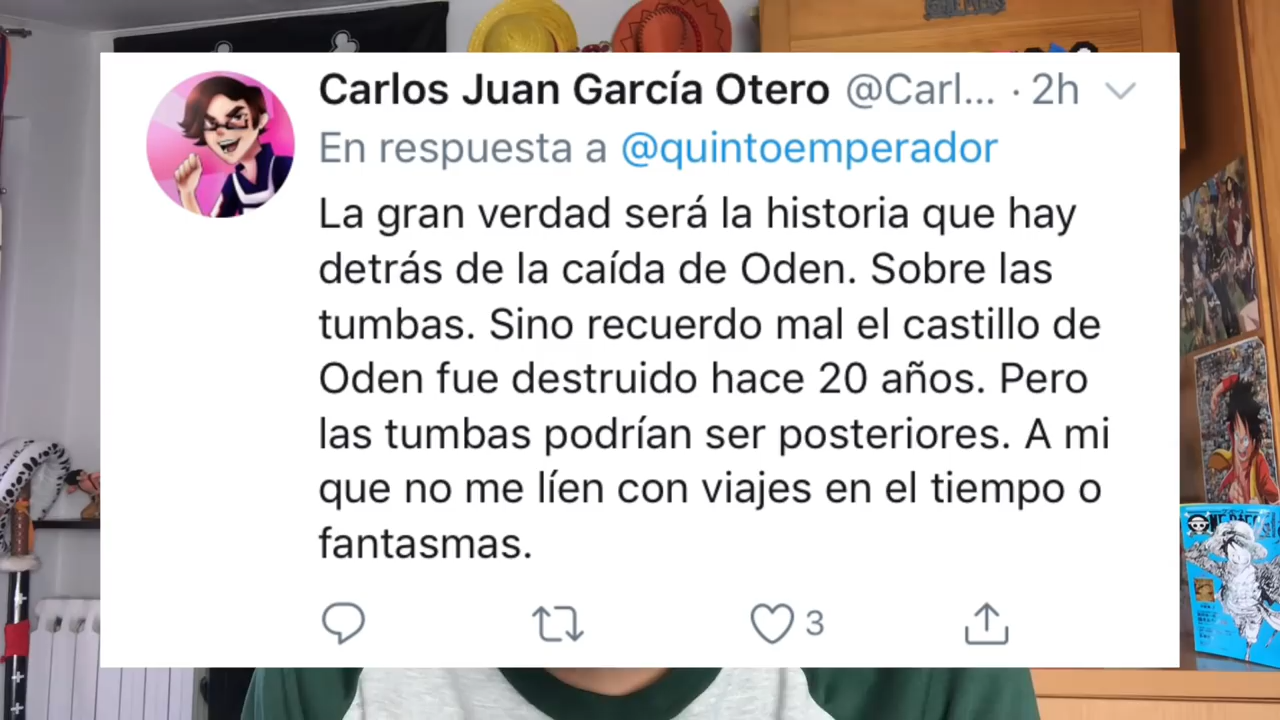 Carlos Juan García Otero @Carl... · 2h
En respuesta a @quintoemperador
La gran verdad será la historia que hay
detrás de la caída de Oden. Sobre las
tumbas. Sino recuerdo mal el castillo de
Oden fue destruido hace 20 años. Pero
las tumbas podrían ser posteriores. A mi
que no me líen con viajes en el tiempo o
fantasmas.
3
ONE PIECE